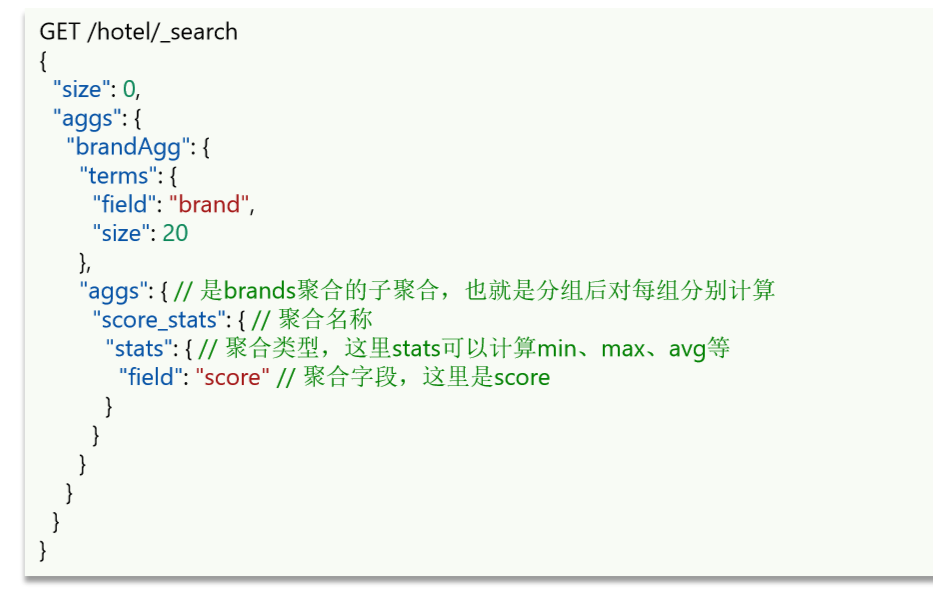 GET /hotel/_search
{
  "size": 0,
  "aggs": {
    "brandAgg": {
      "terms": {
        "field": "brand",
        "size": 20
      },
      "aggs": { // 是brands聚合的子聚合，也就是分组后对每组分别计算
        "score_stats": { // 聚合名称
          "stats": { // 聚合类型，这里stats可以计算min、max、avg等
            "field": "score" // 聚合字段，这里是score
          }
        }
      }
    }
  }
}